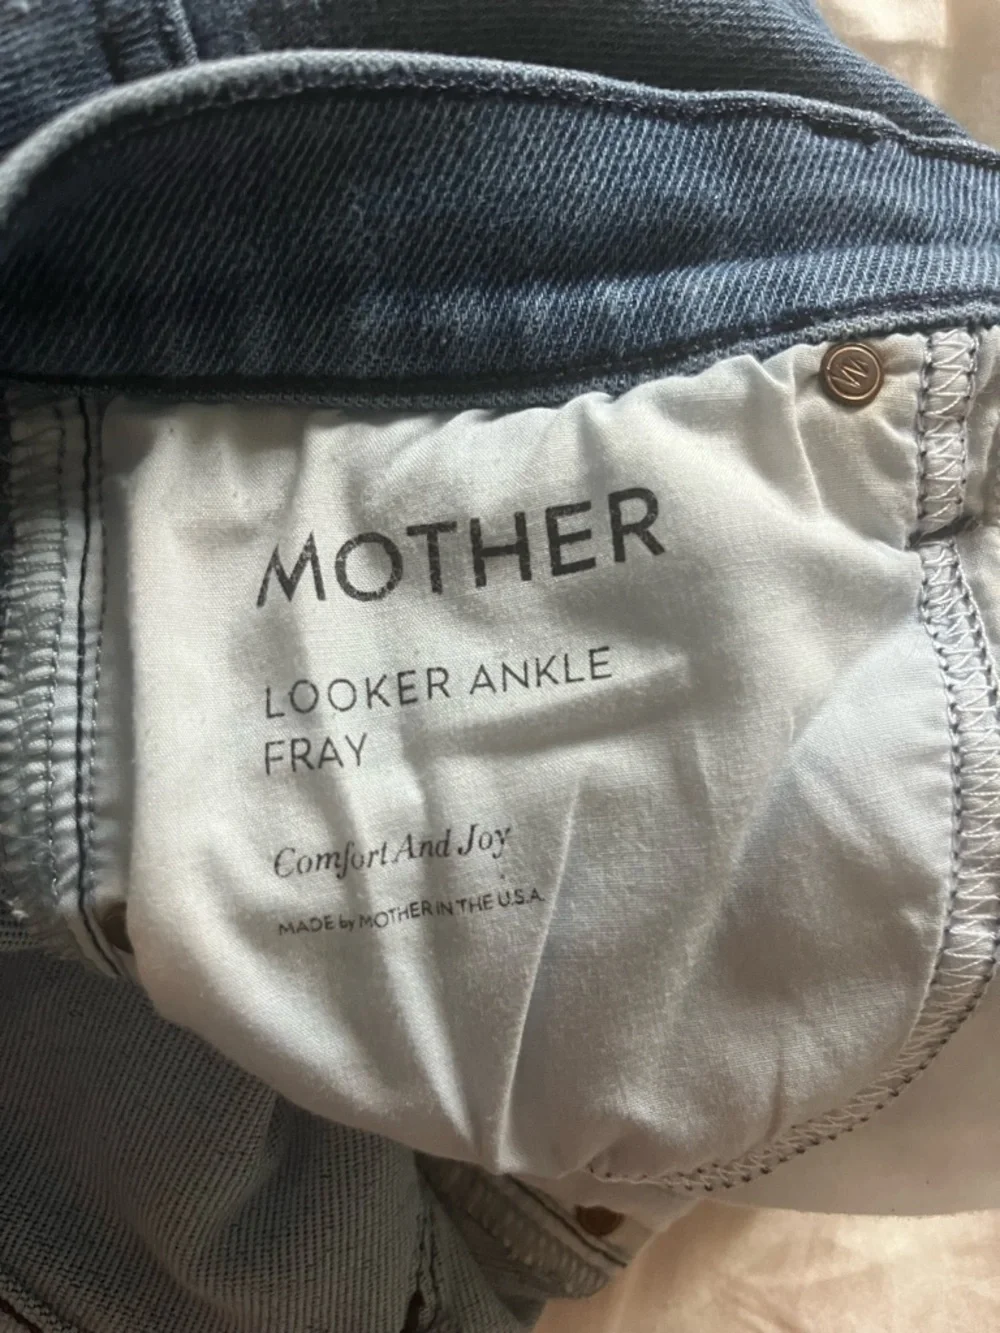 MOTHER
LOOKER ANKLE
FRAY
Comfort And Joy
MADE by MOTHER IN THE U.S.A.
M